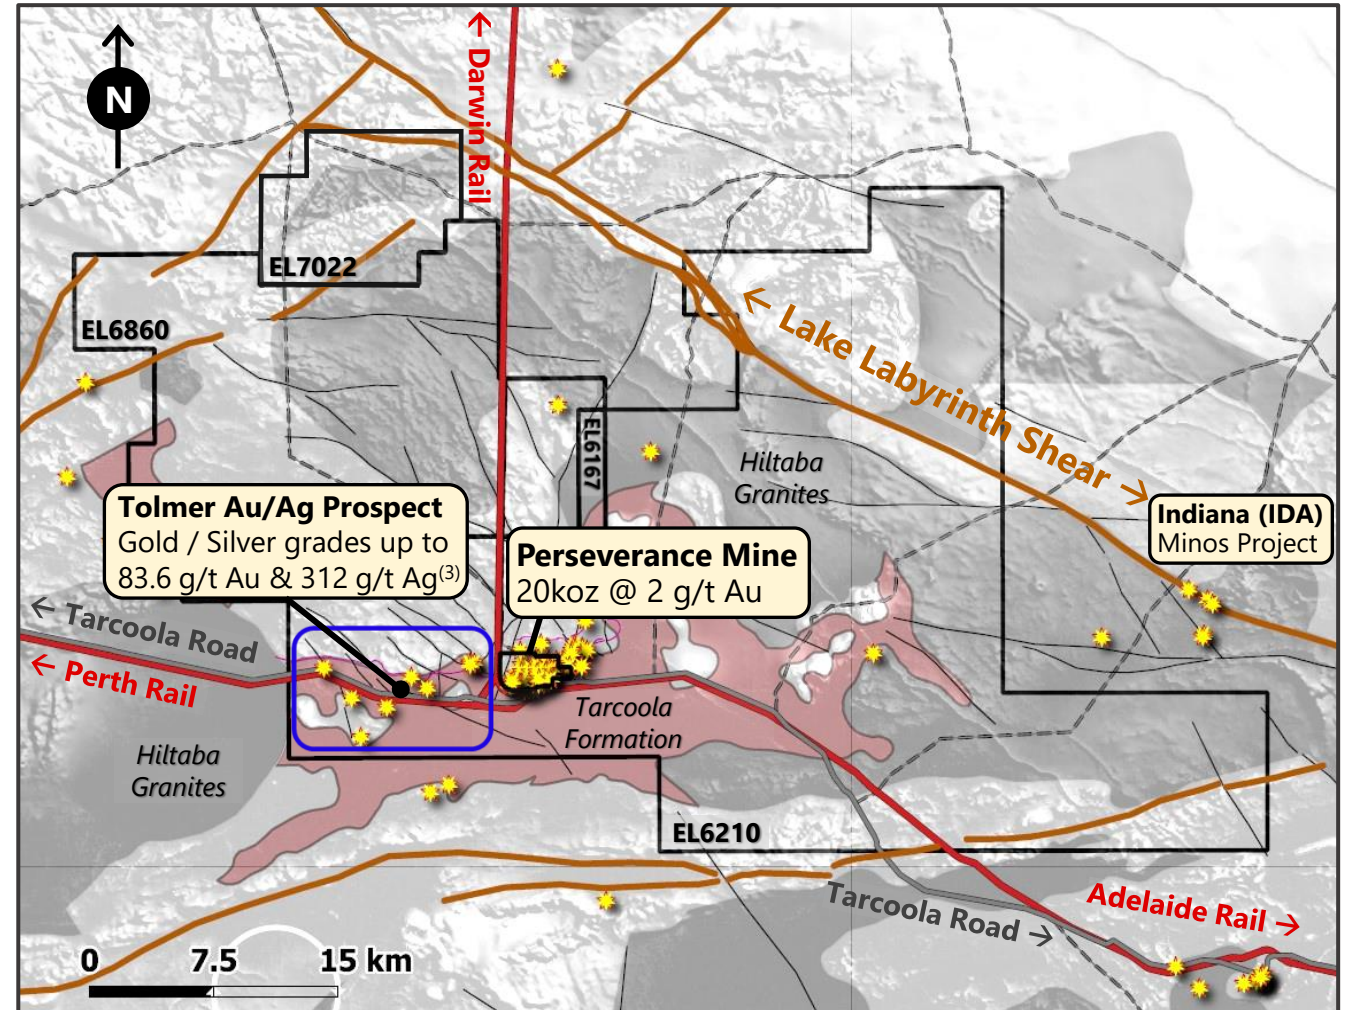 N
← Darwin Rail
EL7022
EL6860
← Lake Labyrinth Shear →
EL6167
Hiltaba
Granites
Indiana (IDA)
Minos Project
Tolmer Au/Ag Prospect
Gold / Silver grades up to
83.6 g/t Au & 312 g/t Ag(3)
Perseverance Mine
20koz @ 2 g/t Au
← Tarcoola Road
← Perth Rail
Tarcoola
Formation
Hiltaba
Granites
EL6210
Tarcoola Road →
Adelaide Rail →
0 7.5 15 km